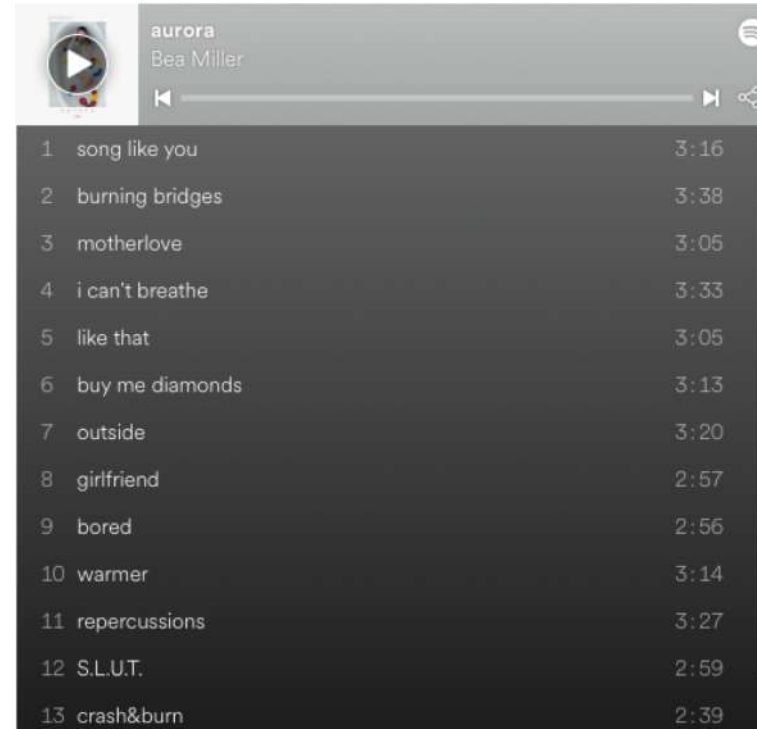 aurora
Bea Miller
1 song like you 3:16
2 burning bridges 3:38
3 motherlove 3:05
4 i can't breathe 3:33
5 like that 3:05
6 buy me diamonds 3:13
7 outside 3:20
8 girlfriend 2:57
9 bored 2:56
10 warmer 3:14
11 repercussions 3:27
12 S.L.U.T. 2:59
13 crash&burn 2:39